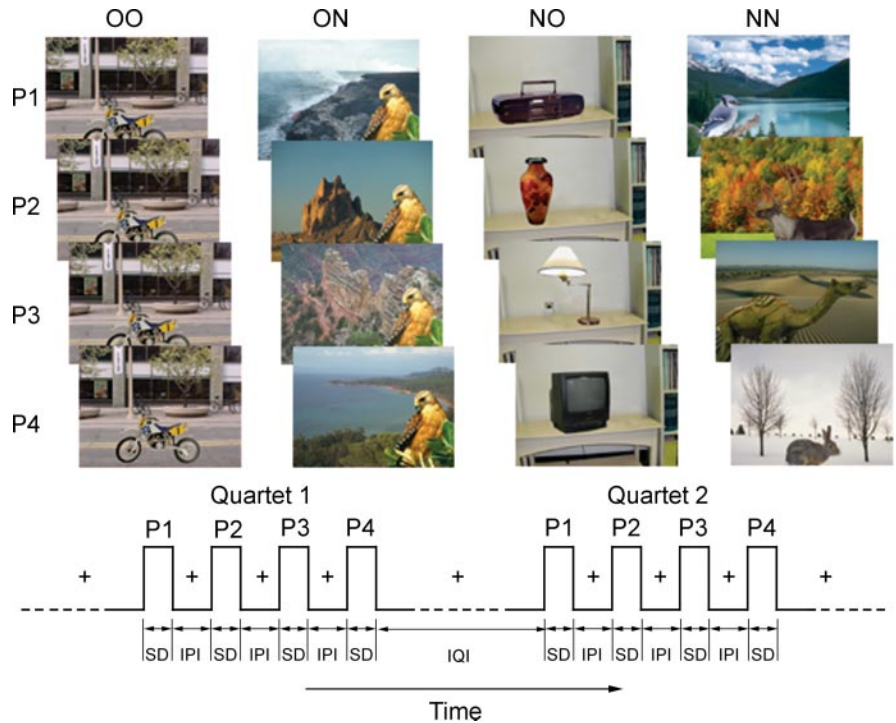 OO ON NO NN
P1
P2
P3
P4
Quartet 1 Quartet 2
P1 P2 P3 P4 P1 P2 P3 P4
+ + + + + + + + +
SD IPI SD IPI SD IPI SD IQI SD IPI SD IPI SD IPI SD
Time